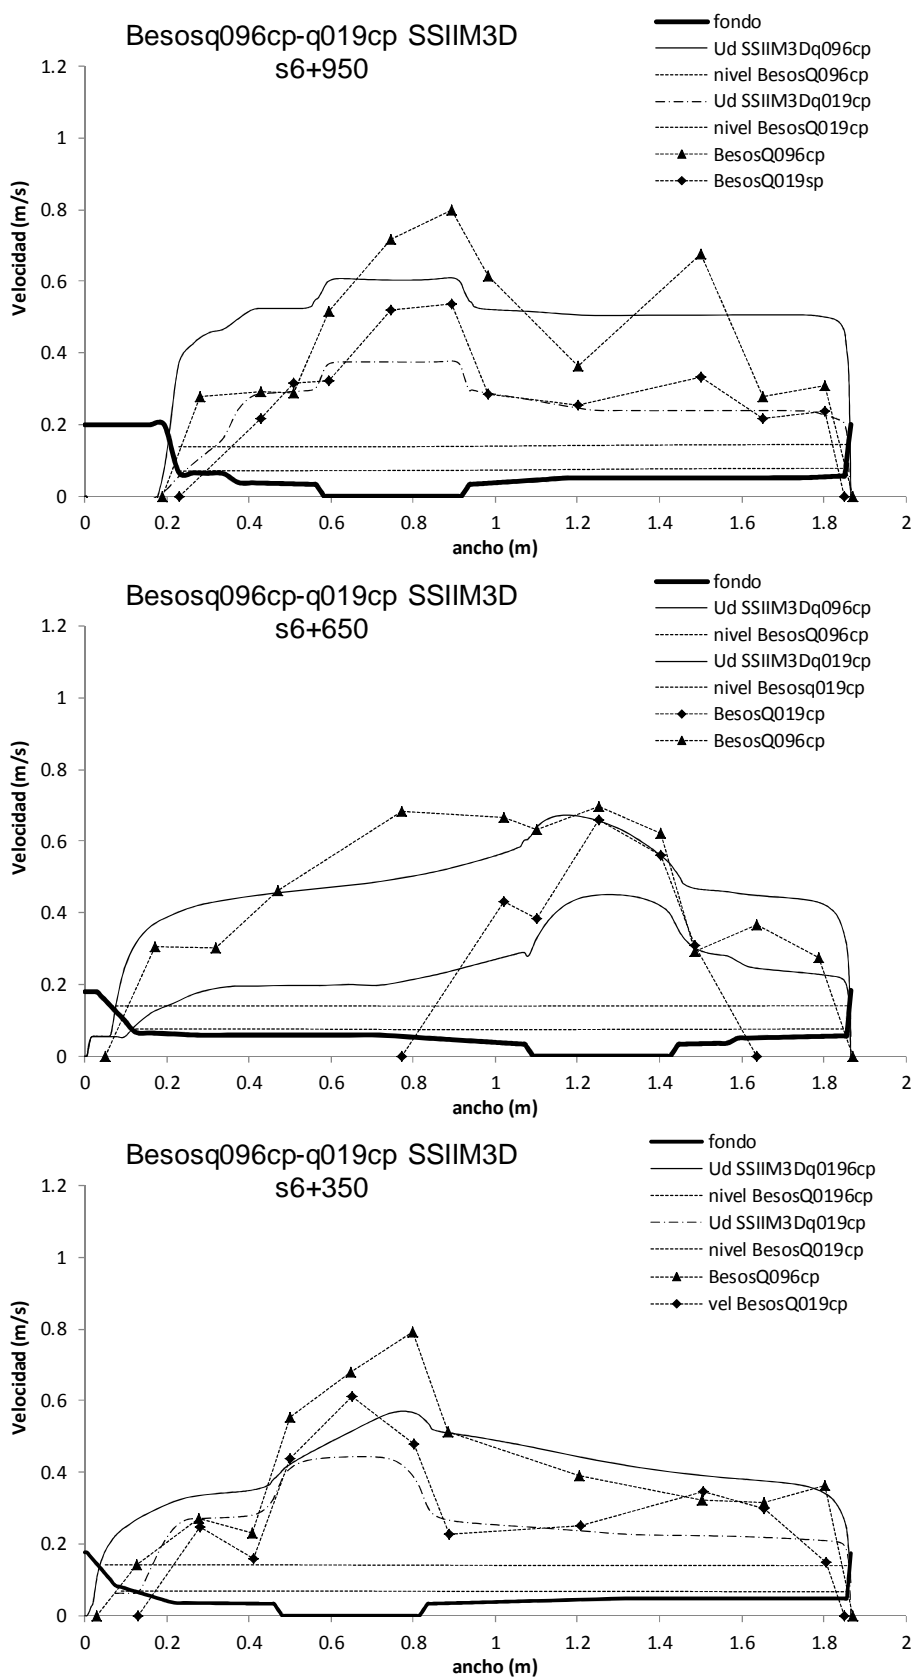 Besosq096cp-q019cp SSIIM3D
s6+950
fondo
Ud SSIIM3Dq096cp
nivel BesosQ096cp
Ud SSIIM3Dq019cp
nivel BesosQ019cp
BesosQ096cp
BesosQ019sp
Velocidad (m/s)
1.2
1
0.8
0.6
0.4
0.2
0
0 0.2 0.4 0.6 0.8 1 1.2 1.4 1.6 1.8 2
ancho (m)
Besosq096cp-q019cp SSIIM3D
s6+650
fondo
Ud SSIIM3Dq096cp
nivel BesosQ096cp
Ud SSIIM3Dq019cp
nivel Besosq019cp
BesosQ019cp
BesosQ096cp
Velocidad (m/s)
1.2
1
0.8
0.6
0.4
0.2
0
0 0.2 0.4 0.6 0.8 1 1.2 1.4 1.6 1.8 2
ancho (m)
Besosq096cp-q019cp SSIIM3D
s6+350
fondo
Ud SSIIM3Dq0196cp
nivel BesosQ0196cp
Ud SSIIM3Dq019cp
nivel BesosQ019cp
BesosQ096cp
vel BesosQ019cp
Velocidad (m/s)
1.2
1
0.8
0.6
0.4
0.2
0
0 0.2 0.4 0.6 0.8 1 1.2 1.4 1.6 1.8 2
ancho (m)